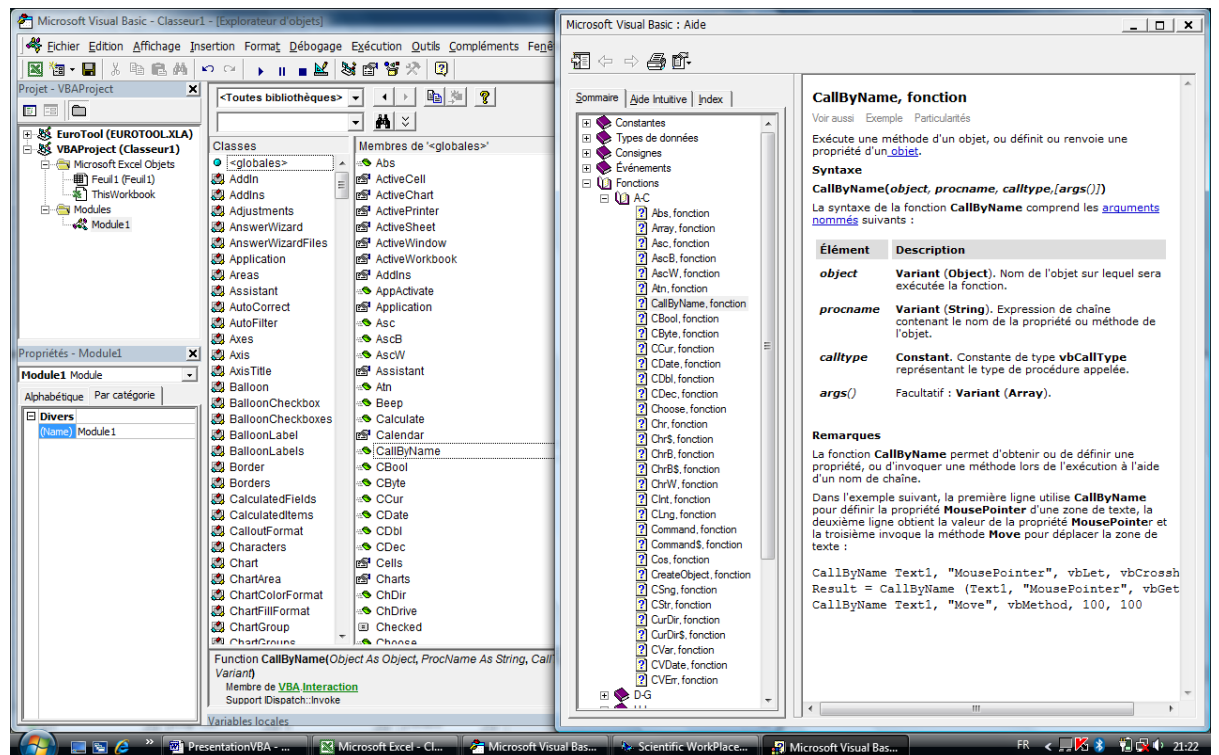 Microsoft Visual Basic - Classeur1 - [Explorateur d'objets]
Fichier Edition Affichage Insertion Format Débogage Exécution Outils Compléments Fenê
Projet - VBAProject
EuroTool (EUROTOOL.XLA)
VBAProject (Classeur1)
Microsoft Excel Objets
Feuil1 (Feuil1)
ThisWorkbook
Modules
Module1
Propriétés - Module1
Module1 Module
Alphabétique Par catégorie
Divers
(Name) Module1
<Toutes bibliothèques>
Classes
<globales>
AddIn
AddIns
Adjustments
AnswerWizard
AnswerWizardFiles
Application
Areas
Assistant
AutoCorrect
AutoFilter
Axes
Axis
AxisTitle
Balloon
BalloonCheckbox
BalloonCheckboxes
BalloonLabel
BalloonLabels
Border
Borders
CalculatedFields
CalculatedItems
CalloutFormat
Characters
Chart
ChartArea
ChartColorFormat
ChartFillFormat
ChartGroup
ChartGroups
Membres de '<globales>'
Abs
ActiveCell
ActiveChart
ActivePrinter
ActiveSheet
ActiveWindow
ActiveWorkbook
AddIns
AppActivate
Application
Asc
AscB
AscW
Assistant
Atn
Beep
Calculate
Calendar
CallByName
CBool
CByte
CCur
CDate
CDbl
CDec
Cells
Charts
ChDir
ChDrive
Checked
Choose
Function CallByName(Object As Object, ProcName As String, Call
Variant)
Membre de VBA.Interaction
Support IDispatch::Invoke
Variables locales
Microsoft Visual Basic : Aide
Sommaire Aide Intuitive Index
Constantes
Types de données
Consignes
Événements
Fonctions
A-C
Abs, fonction
Array, fonction
Asc, fonction
AscB, fonction
AscW, fonction
Atn, fonction
CallByName, fonction
CBool, fonction
CByte, fonction
CCur, fonction
CDate, fonction
CDbl, fonction
CDec, fonction
Choose, fonction
Chr, fonction
Chr$, fonction
ChrB, fonction
ChrB$, fonction
ChrW, fonction
CInt, fonction
CLng, fonction
Command, fonction
Command$, fonction
Cos, fonction
CreateObject, fonction
CSng, fonction
CStr, fonction
CurDir, fonction
CurDir$, fonction
CVar, fonction
CVDate, fonction
CVErr, fonction
D-G
CallByName, fonction
Voir aussi Exemple Particularités
Exécute une méthode d'un objet, ou définit ou renvoie une
propriété d'un objet.
Syntaxe
CallByName(object, procname, calltype,[args()])
La syntaxe de la fonction CallByName comprend les arguments
nommés suivants :
Élément Description
object Variant (Object). Nom de l'objet sur lequel sera
exécutée la fonction.
procname Variant (String). Expression de chaîne
contenant le nom de la propriété ou méthode de
l'objet.
calltype Constant. Constante de type vbCallType
représentant le type de procédure appelée.
args() Facultatif : Variant (Array).
Remarques
La fonction CallByName permet d'obtenir ou de définir une
propriété, ou d'invoquer une méthode lors de l'exécution à l'aide
d'un nom de chaîne.
Dans l'exemple suivant, la première ligne utilise CallByName
pour définir la propriété MousePointer d'une zone de texte, la
deuxième ligne obtient la valeur de la propriété MousePointer et
la troisième invoque la méthode Move pour déplacer la zone de
texte :
CallByName Text1, "MousePointer", vbLet, vbCrossh
Result = CallByName (Text1, "MousePointer", vbGet
CallByName Text1, "Move", vbMethod, 100, 100
PresentationVBA - ... Microsoft Excel - Cl... Microsoft Visual Bas... Scientific WorkPlace... Microsoft Visual Bas... FR 21:22